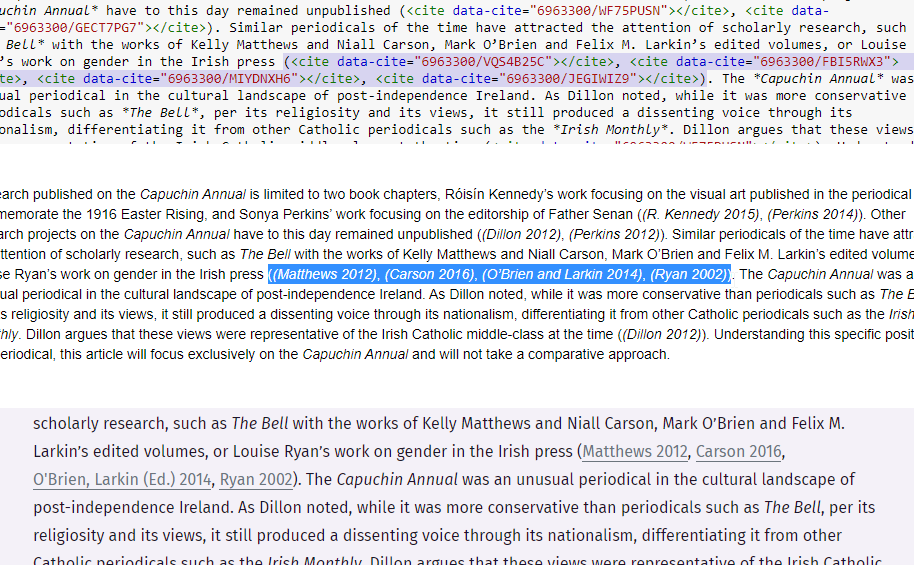 uchin Annual* have to this day remained unpublished (<cite data-cite="6963300/WF75PUSN"></cite>, <cite data-
="6963300/GECT7PG7"></cite>). Similar periodicals of the time have attracted the attention of scholarly research, such
 Bell* with the works of Kelly Matthews and Niall Carson, Mark O’Brien and Felix M. Larkin’s edited volumes, or Louise
’s work on gender in the Irish press (<cite data-cite="6963300/VQS4B25C"></cite>, <cite data-cite="6963300/FBI5RWX3">
te>, <cite data-cite="6963300/MIYDNXH6"></cite>, <cite data-cite="6963300/JEGIWIZ9"></cite>). The *Capuchin Annual* was
ual periodical in the cultural landscape of post-independence Ireland. As Dillon noted, while it was more conservative
odicals such as *The Bell*, per its religiosity and its views, it still produced a dissenting voice through its
onalism, differentiating it from other Catholic periodicals such as the *Irish Monthly*. Dillon argues that these views
earch published on the Capuchin Annual is limited to two book chapters, Róisín Kennedy’s work focusing on the visual art published in the periodical
memorate the 1916 Easter Rising, and Sonya Perkins’ work focusing on the editorship of Father Senan ((R. Kennedy 2015), (Perkins 2014)). Other
arch projects on the Capuchin Annual have to this day remained unpublished ((Dillon 2012), (Perkins 2012)). Similar periodicals of the time have attr
ttention of scholarly research, such as The Bell with the works of Kelly Matthews and Niall Carson, Mark O’Brien and Felix M. Larkin’s edited volume
se Ryan’s work on gender in the Irish press ((Matthews 2012), (Carson 2016), (O’Brien and Larkin 2014), (Ryan 2002)). The Capuchin Annual was a
ual periodical in the cultural landscape of post-independence Ireland. As Dillon noted, while it was more conservative than periodicals such as The B
s religiosity and its views, it still produced a dissenting voice through its nationalism, differentiating it from other Catholic periodicals such as the Irish
hly. Dillon argues that these views were representative of the Irish Catholic middle-class at the time ((Dillon 2012)). Understanding this specific posit
eriodical, this article will focus exclusively on the Capuchin Annual and will not take a comparative approach.
scholarly research, such as The Bell with the works of Kelly Matthews and Niall Carson, Mark O’Brien and Felix M.
Larkin’s edited volumes, or Louise Ryan’s work on gender in the Irish press (Matthews 2012, Carson 2016,
O'Brien, Larkin (Ed.) 2014, Ryan 2002). The Capuchin Annual was an unusual periodical in the cultural landscape of
post-independence Ireland. As Dillon noted, while it was more conservative than periodicals such as The Bell, per its
religiosity and its views, it still produced a dissenting voice through its nationalism, differentiating it from other
Catholic periodicals such as the Irish Monthly. Dillon argues that these views were representative of the Irish Catholic